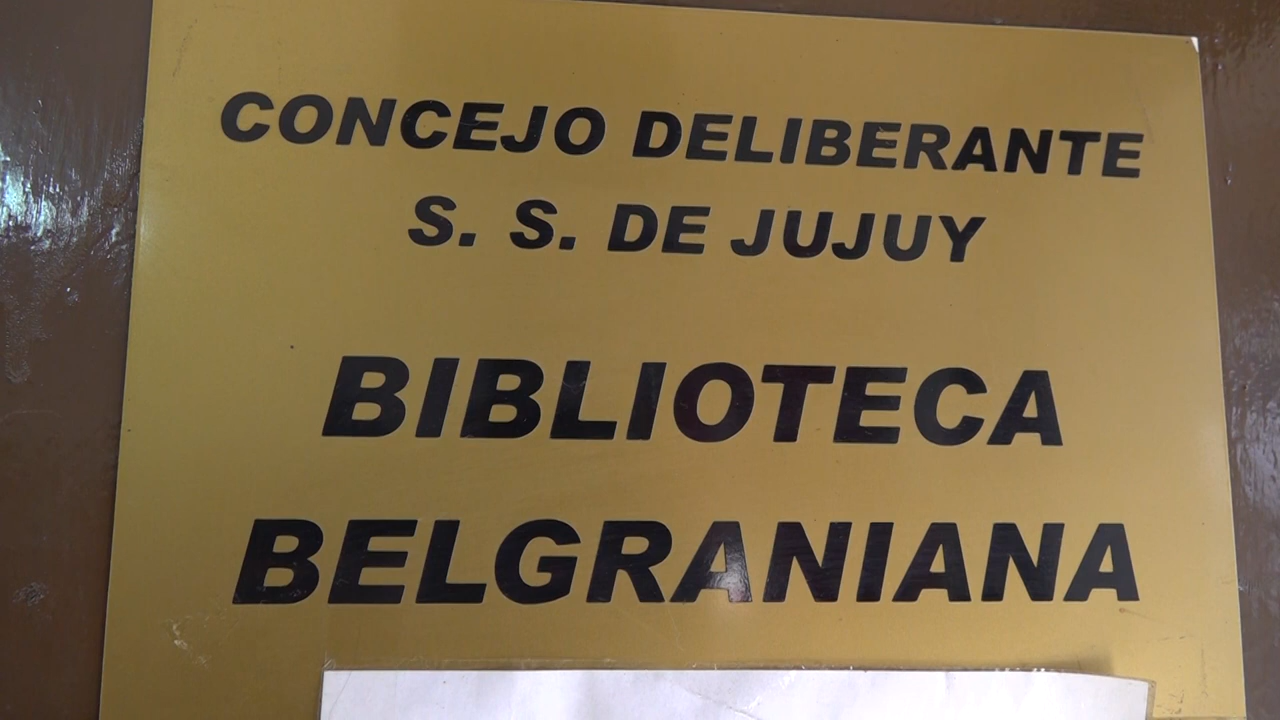 CONCEJO DELIBERANTE
S. S. DE JUJUY
BIBLIOTECA
BELGRANIANA